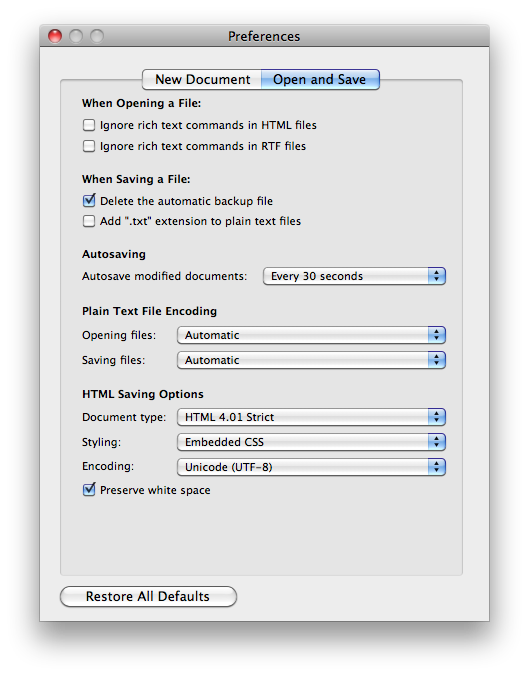 Preferences
New Document Open and Save
When Opening a File:
Ignore rich text commands in HTML files
Ignore rich text commands in RTF files
When Saving a File:
Delete the automatic backup file
Add ".txt" extension to plain text files
Autosaving
Autosave modified documents: Every 30 seconds
Plain Text File Encoding
Opening files: Automatic
Saving files: Automatic
HTML Saving Options
Document type: HTML 4.01 Strict
Styling: Embedded CSS
Encoding: Unicode (UTF-8)
Preserve white space
Restore All Defaults